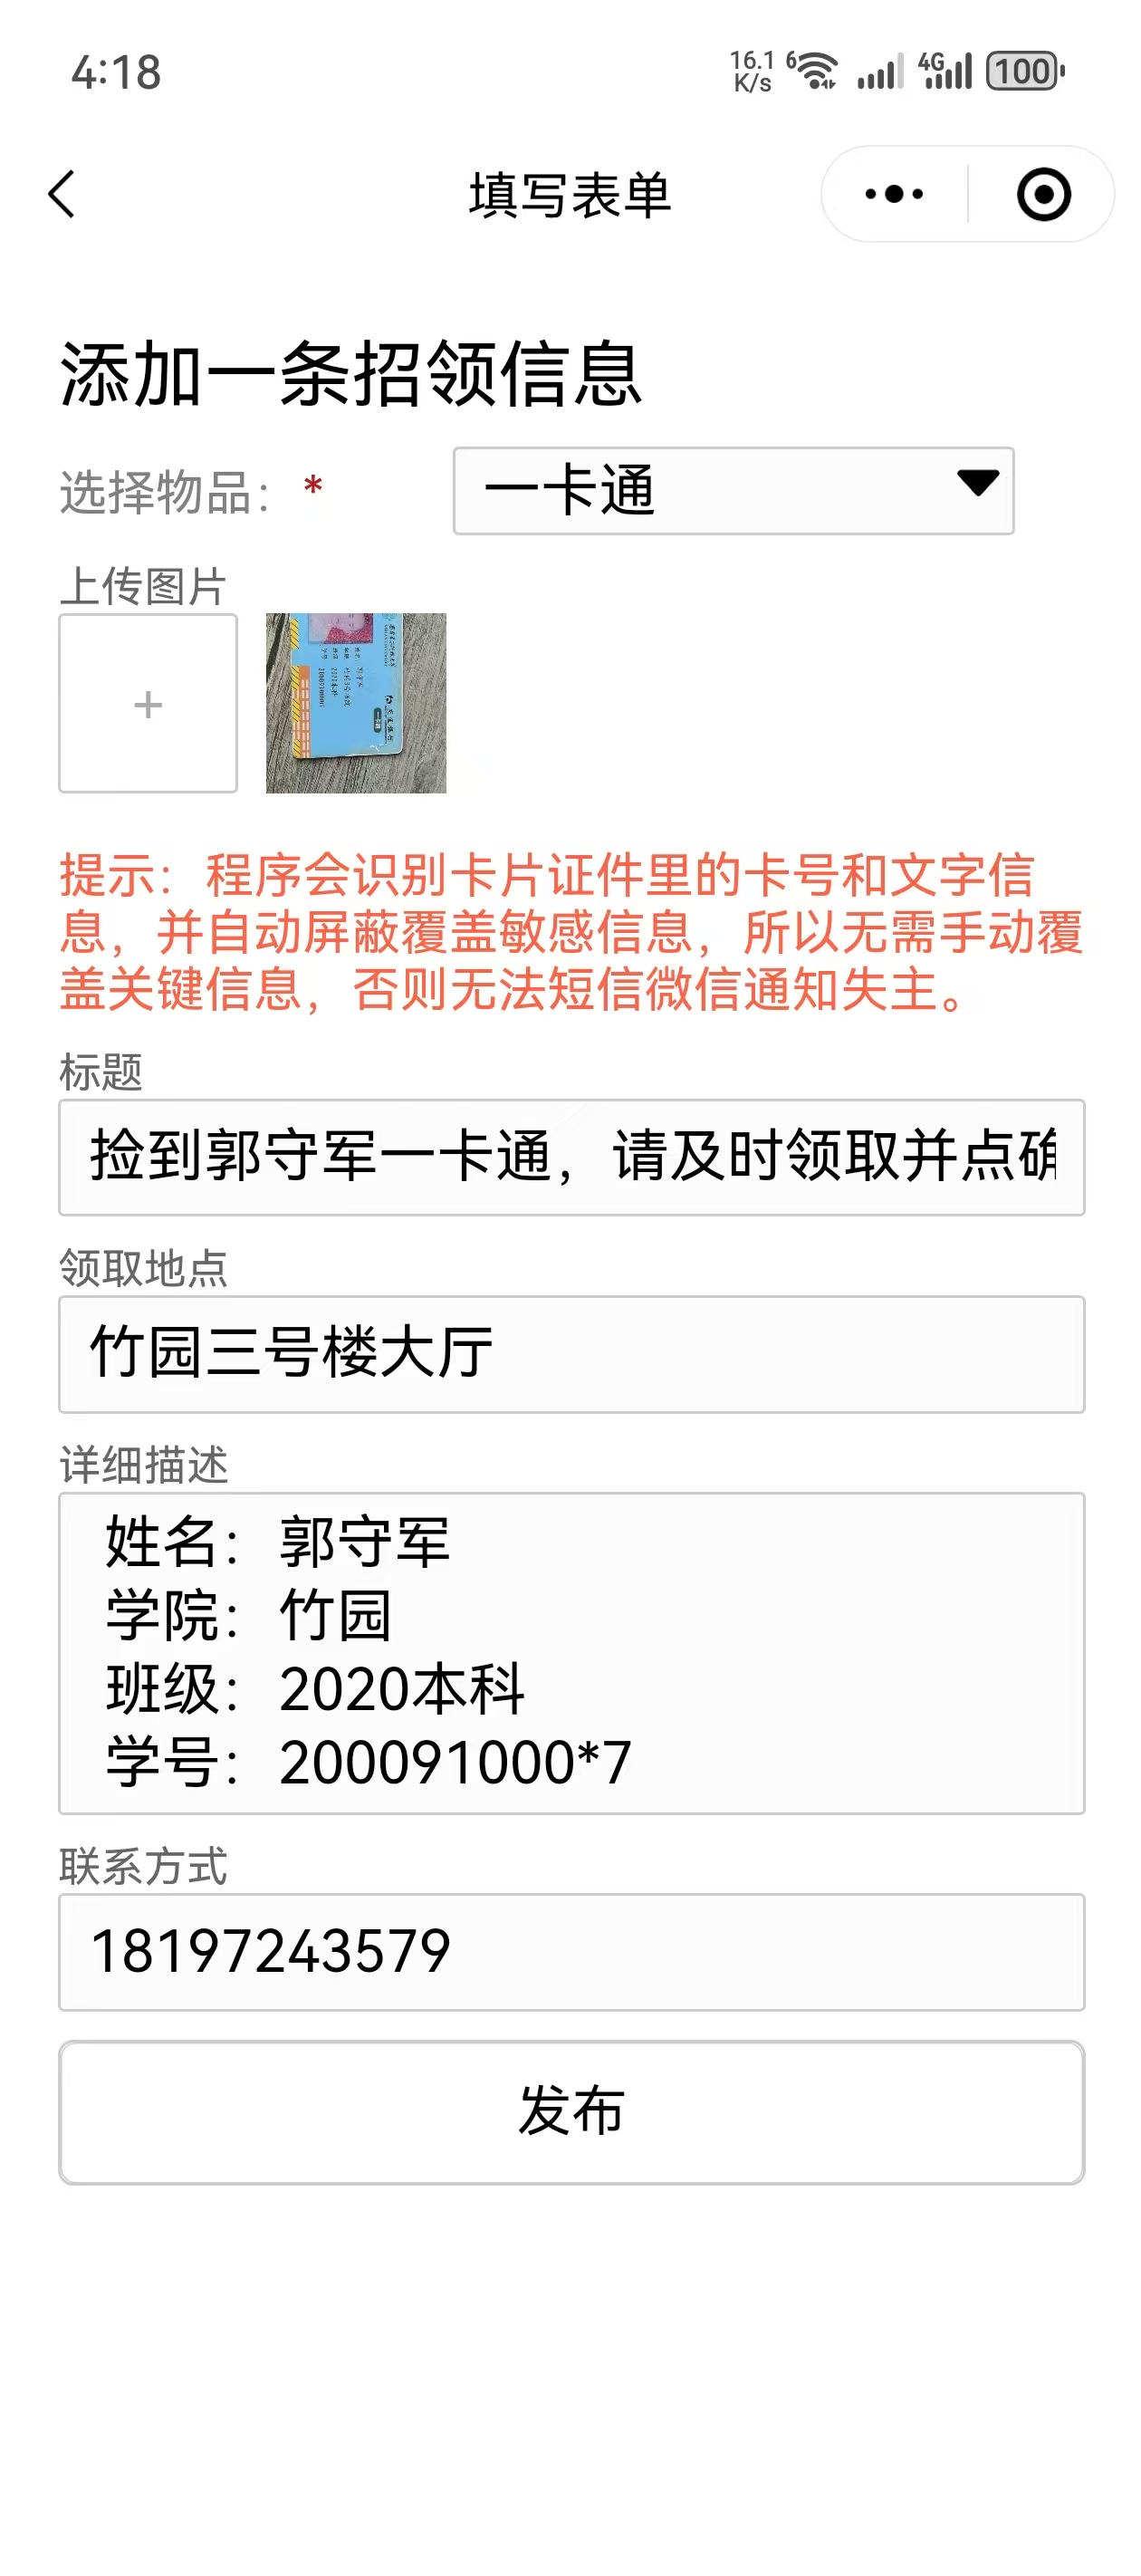 4:18
16.1 K/s 6 4G 100
填写表单
添加一条招领信息
选择物品： *
一卡通
上传图片
+
提示：程序会识别卡片证件里的卡号和文字信
息，并自动屏蔽覆盖敏感信息，所以无需手动覆
盖关键信息，否则无法短信微信通知失主。
标题
捡到郭守军一卡通，请及时领取并点
领取地点
竹园三号楼大厅
详细描述
姓名：郭守军
学院：竹园
班级：2020本科
学号：200091000*7
联系方式
18197243579
发布